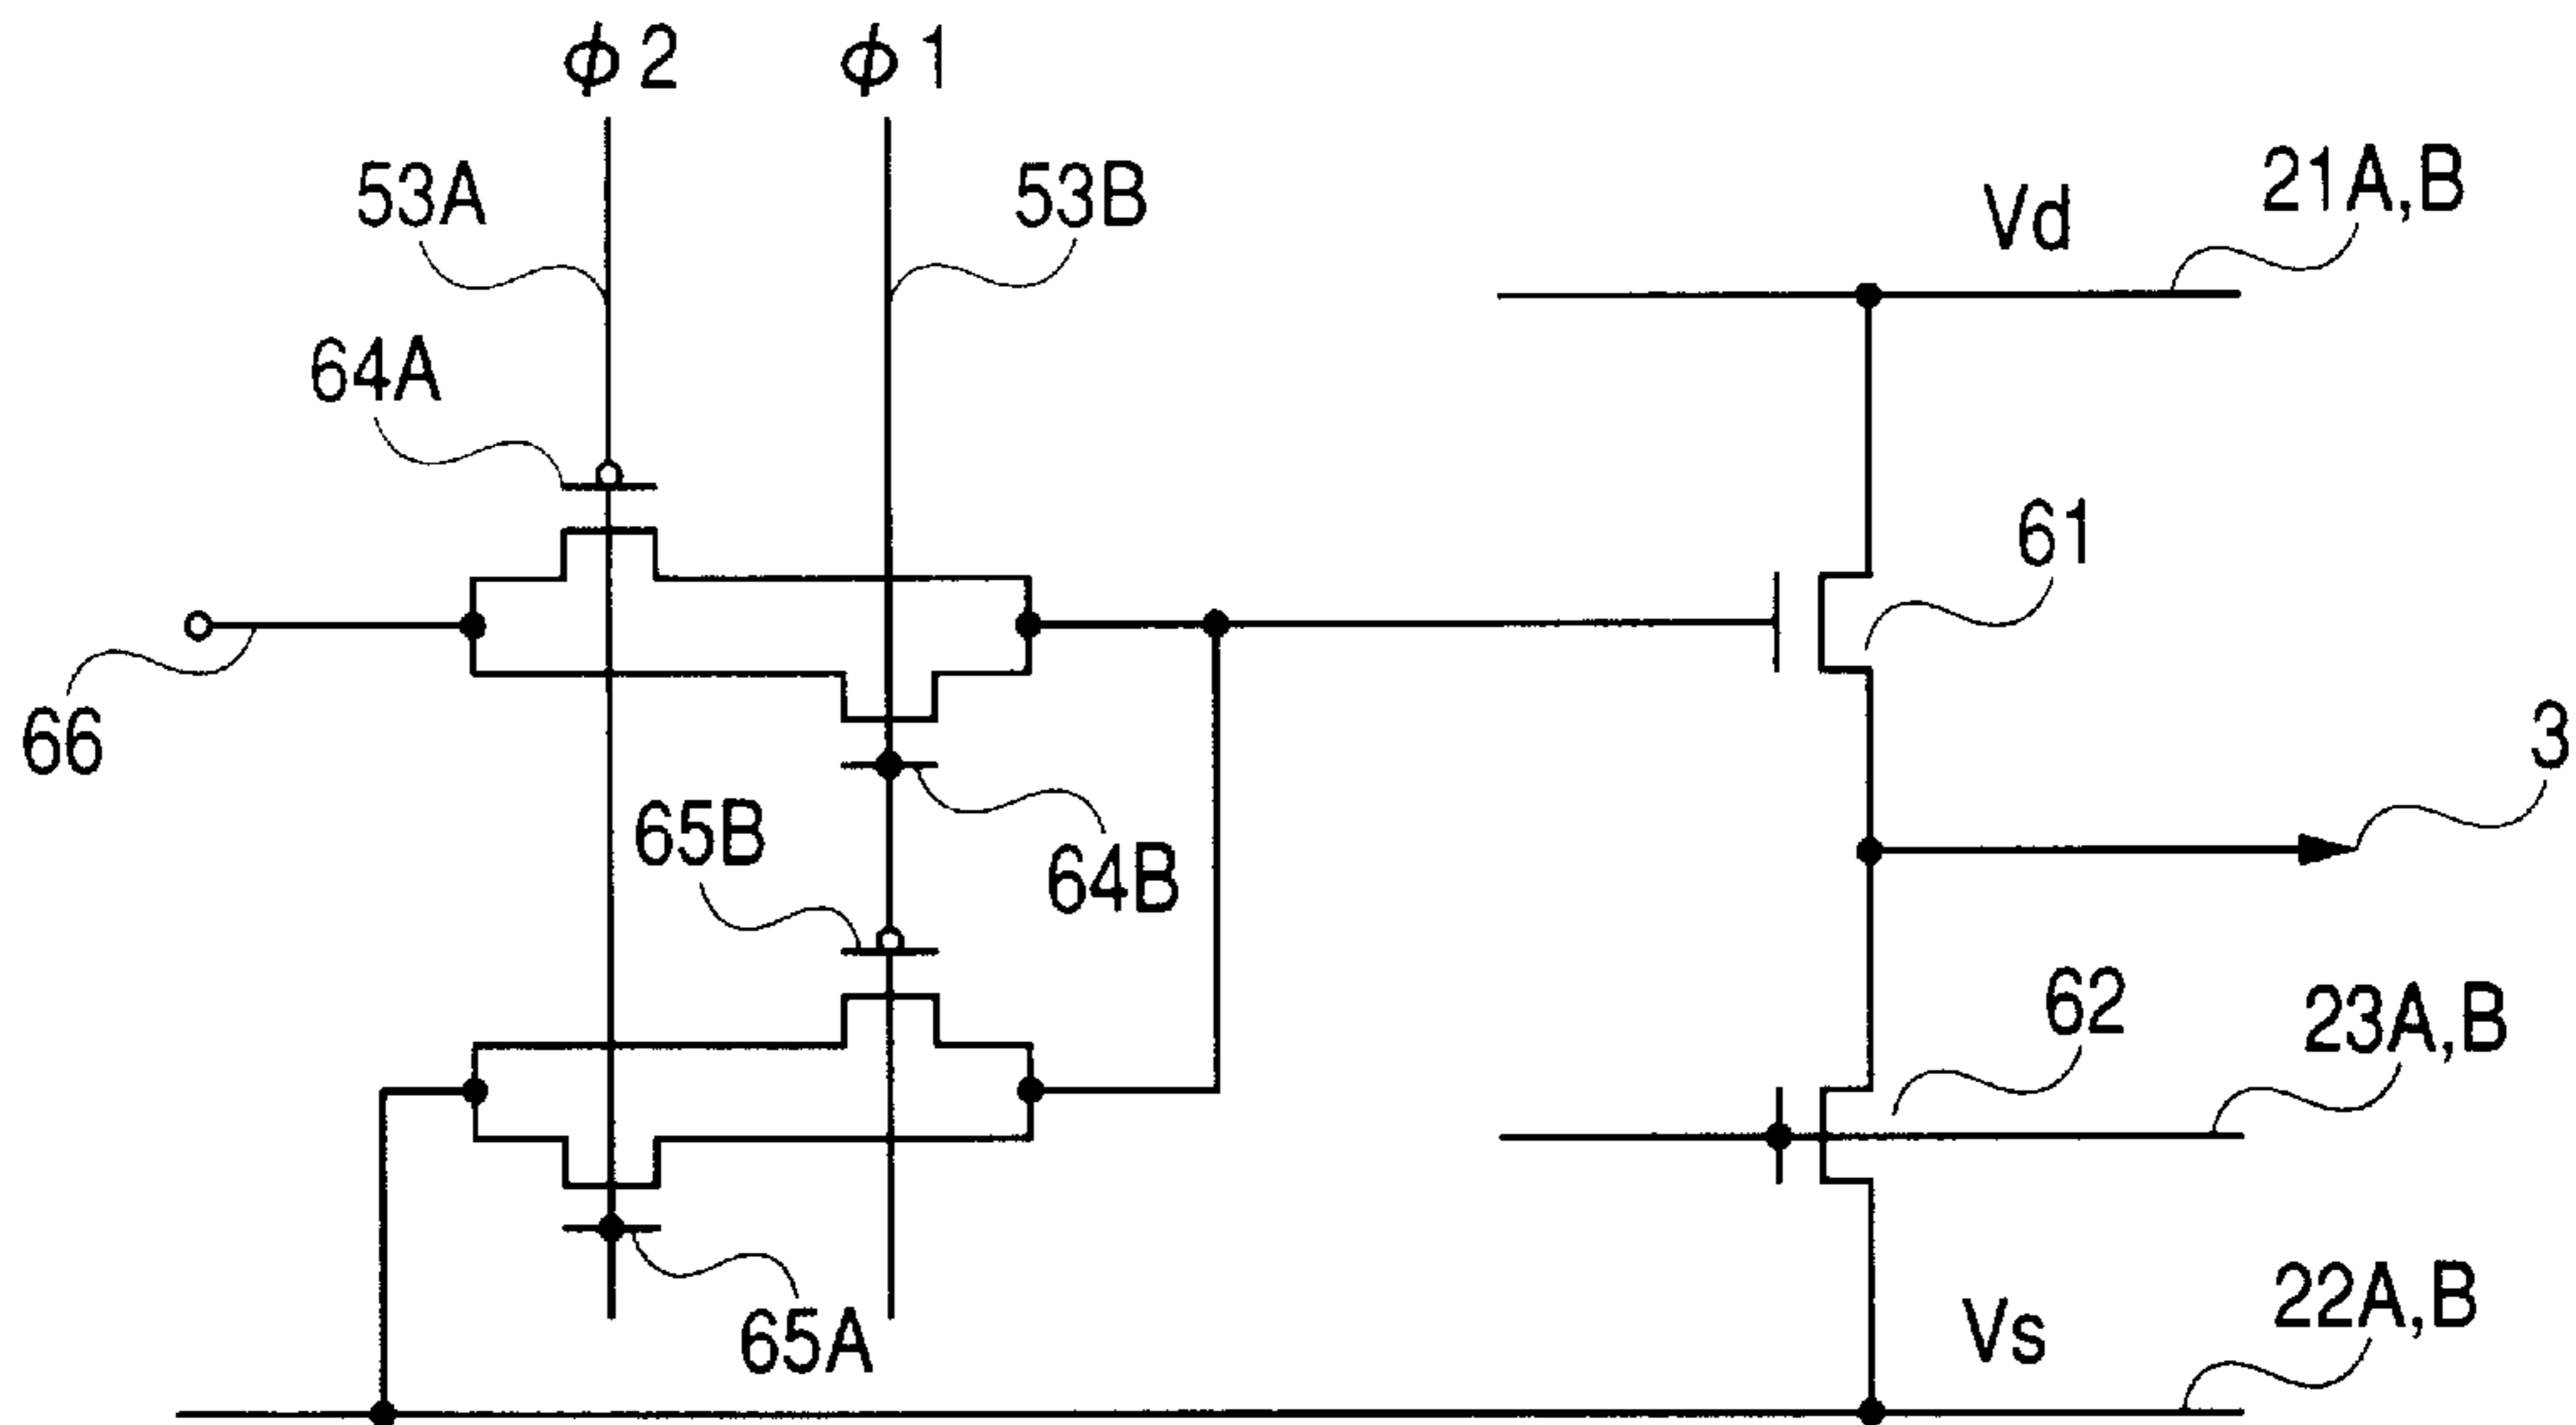 ϕ2 ϕ1
53A 53B Vd 21A,B
64A
61
66 3
65B 64B
62 23A,B
65A Vs 22A,B